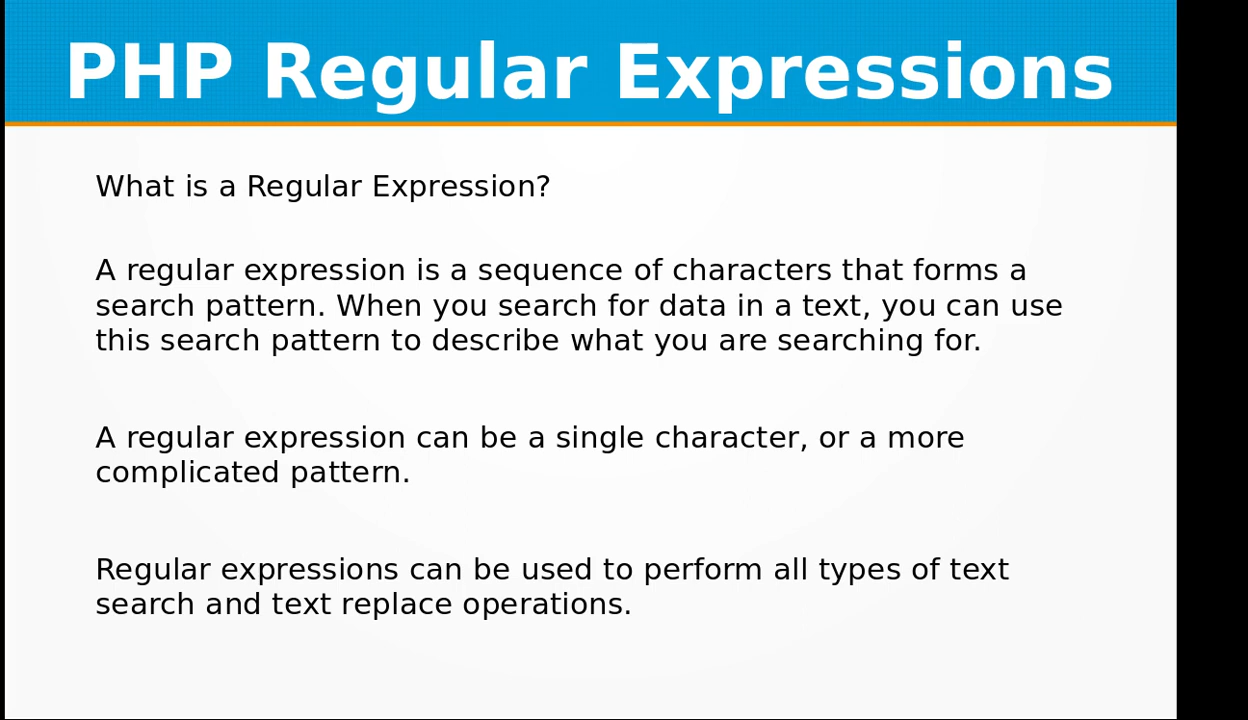 PHP Regular Expressions
What is a Regular Expression?
A regular expression is a sequence of characters that forms a
search pattern. When you search for data in a text, you can use
this search pattern to describe what you are searching for.
A regular expression can be a single character, or a more
complicated pattern.
Regular expressions can be used to perform all types of text
search and text replace operations.